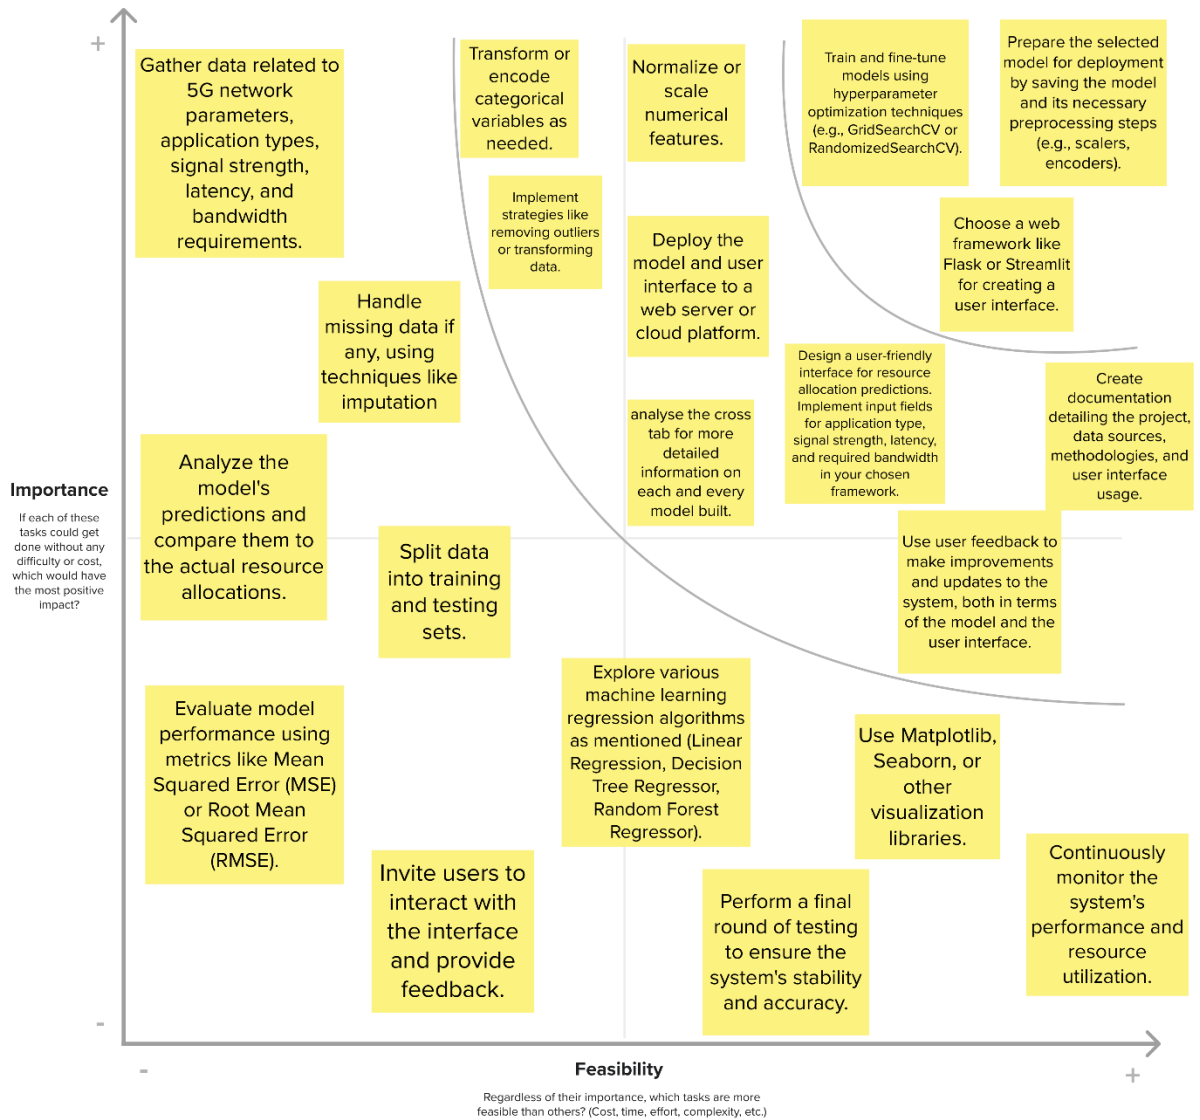 +
Gather data related to
5G network
parameters,
application types,
signal strength,
latency, and
bandwidth
requirements.
Transform or
encode
categorical
variables as
needed.
Normalize or
scale
numerical
features.
Train and fine-tune
models using
hyperparameter
optimization techniques
(e.g., GridSearchCV or
RandomizedSearchCV).
Prepare the selected
model for deployment
by saving the model
and its necessary
preprocessing steps
(e.g., scalers,
encoders).
Implement
strategies like
removing outliers
or transforming
data.
Deploy the
model and user
interface to a
web server or
cloud platform.
Choose a web
framework like
Flask or Streamlit
for creating a
user interface.
Handle
missing data if
any, using
techniques like
imputation
Design a user-friendly
interface for resource
allocation predictions.
Implement input fields
for application type,
signal strength, latency,
and required bandwidth
in your chosen
framework.
Create
documentation
detailing the project,
data sources,
methodologies, and
user interface
usage.
analyse the cross
tab for more
detailed
information on
each and every
model built.
Analyze the
model's
predictions and
compare them to
the actual resource
allocations.
Importance
If each of these
tasks could get
done without any
difficulty or cost,
which would have
the most positive
impact?
Split data
into training
and testing
sets.
Use user feedback to
make improvements
and updates to the
system, both in terms
of the model and the
user interface.
Evaluate model
performance using
metrics like Mean
Squared Error (MSE)
or Root Mean
Squared Error
(RMSE).
Explore various
machine learning
regression algorithms
as mentioned (Linear
Regression, Decision
Tree Regressor,
Random Forest
Regressor).
Use Matplotlib,
Seaborn, or
other
visualization
libraries.
Invite users to
interact with
the interface
and provide
feedback.
Perform a final
round of testing
to ensure the
system's stability
and accuracy.
Continuously
monitor the
system's
performance and
resource
utilization.
-
-
Feasibility
+
Regardless of their importance, which tasks are more
feasible than others? (Cost, time, effort, complexity, etc.)